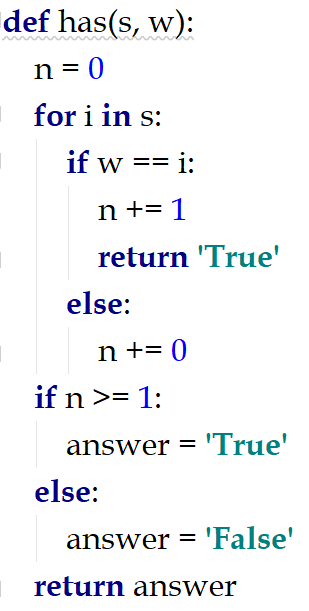 def has(s, w):
    n = 0
    for i in s:
        if w == i:
            n += 1
            return 'True'
        else:
            n += 0
    if n >= 1:
        answer = 'True'
    else:
        answer = 'False'
    return answer